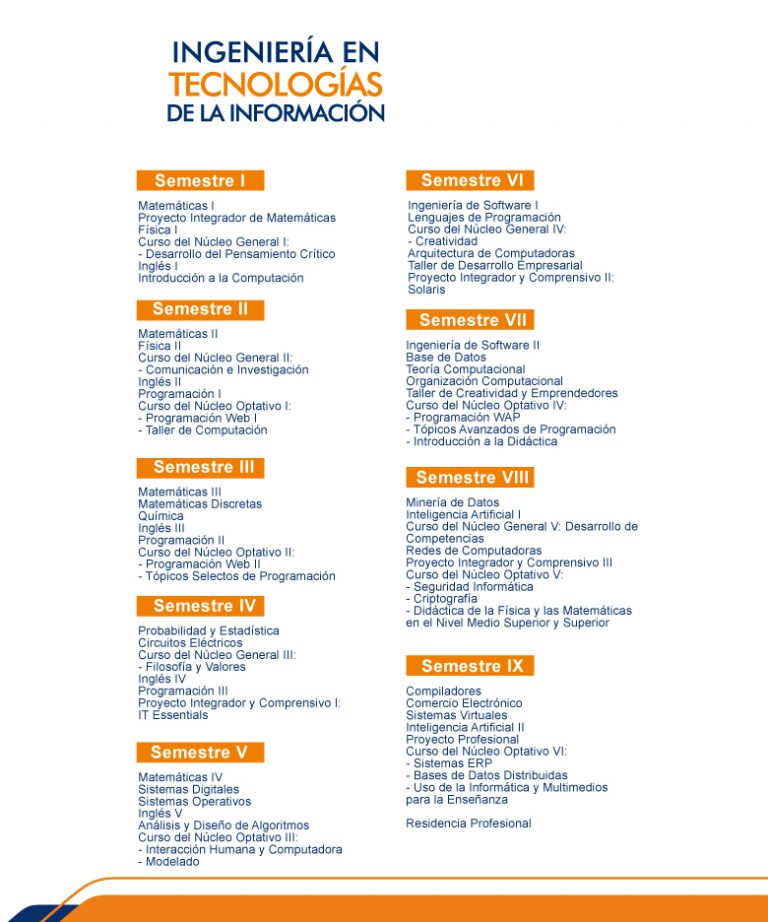 INGENIERÍA EN
TECNOLOGÍAS
DE LA INFORMACIÓN
Semestre I
Matemáticas I
Proyecto Integrador de Matemáticas
Física I
Curso del Núcleo General I:
- Desarrollo del Pensamiento Crítico
Inglés I
Introducción a la Computación
Semestre II
Matemáticas II
Física II
Curso del Núcleo General II:
- Comunicación e Investigación
Inglés II
Programación I
Curso del Núcleo Optativo I:
- Programación Web I
- Taller de Computación
Semestre III
Matemáticas III
Matemáticas Discretas
Química
Inglés III
Programación II
Curso del Núcleo Optativo II:
- Programación Web II
- Tópicos Selectos de Programación
Semestre IV
Probabilidad y Estadística
Circuitos Eléctricos
Curso del Núcleo General III:
- Filosofía y Valores
Inglés IV
Programación III
Proyecto Integrador y Comprensivo I:
IT Essentials
Semestre V
Matemáticas IV
Sistemas Digitales
Sistemas Operativos
Inglés V
Análisis y Diseño de Algoritmos
Curso del Núcleo Optativo III:
- Interacción Humana y Computadora
- Modelado
Semestre VI
Ingeniería de Software I
Lenguajes de Programación
Curso del Núcleo General IV:
- Creatividad
Arquitectura de Computadoras
Taller de Desarrollo Empresarial
Proyecto Integrador y Comprensivo II:
Solaris
Semestre VII
Ingeniería de Software II
Base de Datos
Teoría Computacional
Organización Computacional
Taller de Creatividad y Emprendedores
Curso del Núcleo Optativo IV:
- Programación WAP
- Tópicos Avanzados de Programación
- Introducción a la Didáctica
Semestre VIII
Minería de Datos
Inteligencia Artificial I
Curso del Núcleo General V: Desarrollo de
Competencias
Redes de Computadoras
Proyecto Integrador y Comprensivo III
Curso del Núcleo Optativo V:
- Seguridad Informática
- Criptografía
- Didáctica de la Física y las Matemáticas
en el Nivel Medio Superior y Superior
Semestre IX
Compiladores
Comercio Electrónico
Sistemas Virtuales
Inteligencia Artificial II
Proyecto Profesional
Curso del Núcleo Optativo VI:
- Sistemas ERP
- Bases de Datos Distribuidas
- Uso de la Informática y Multimedios
para la Enseñanza
Residencia Profesional